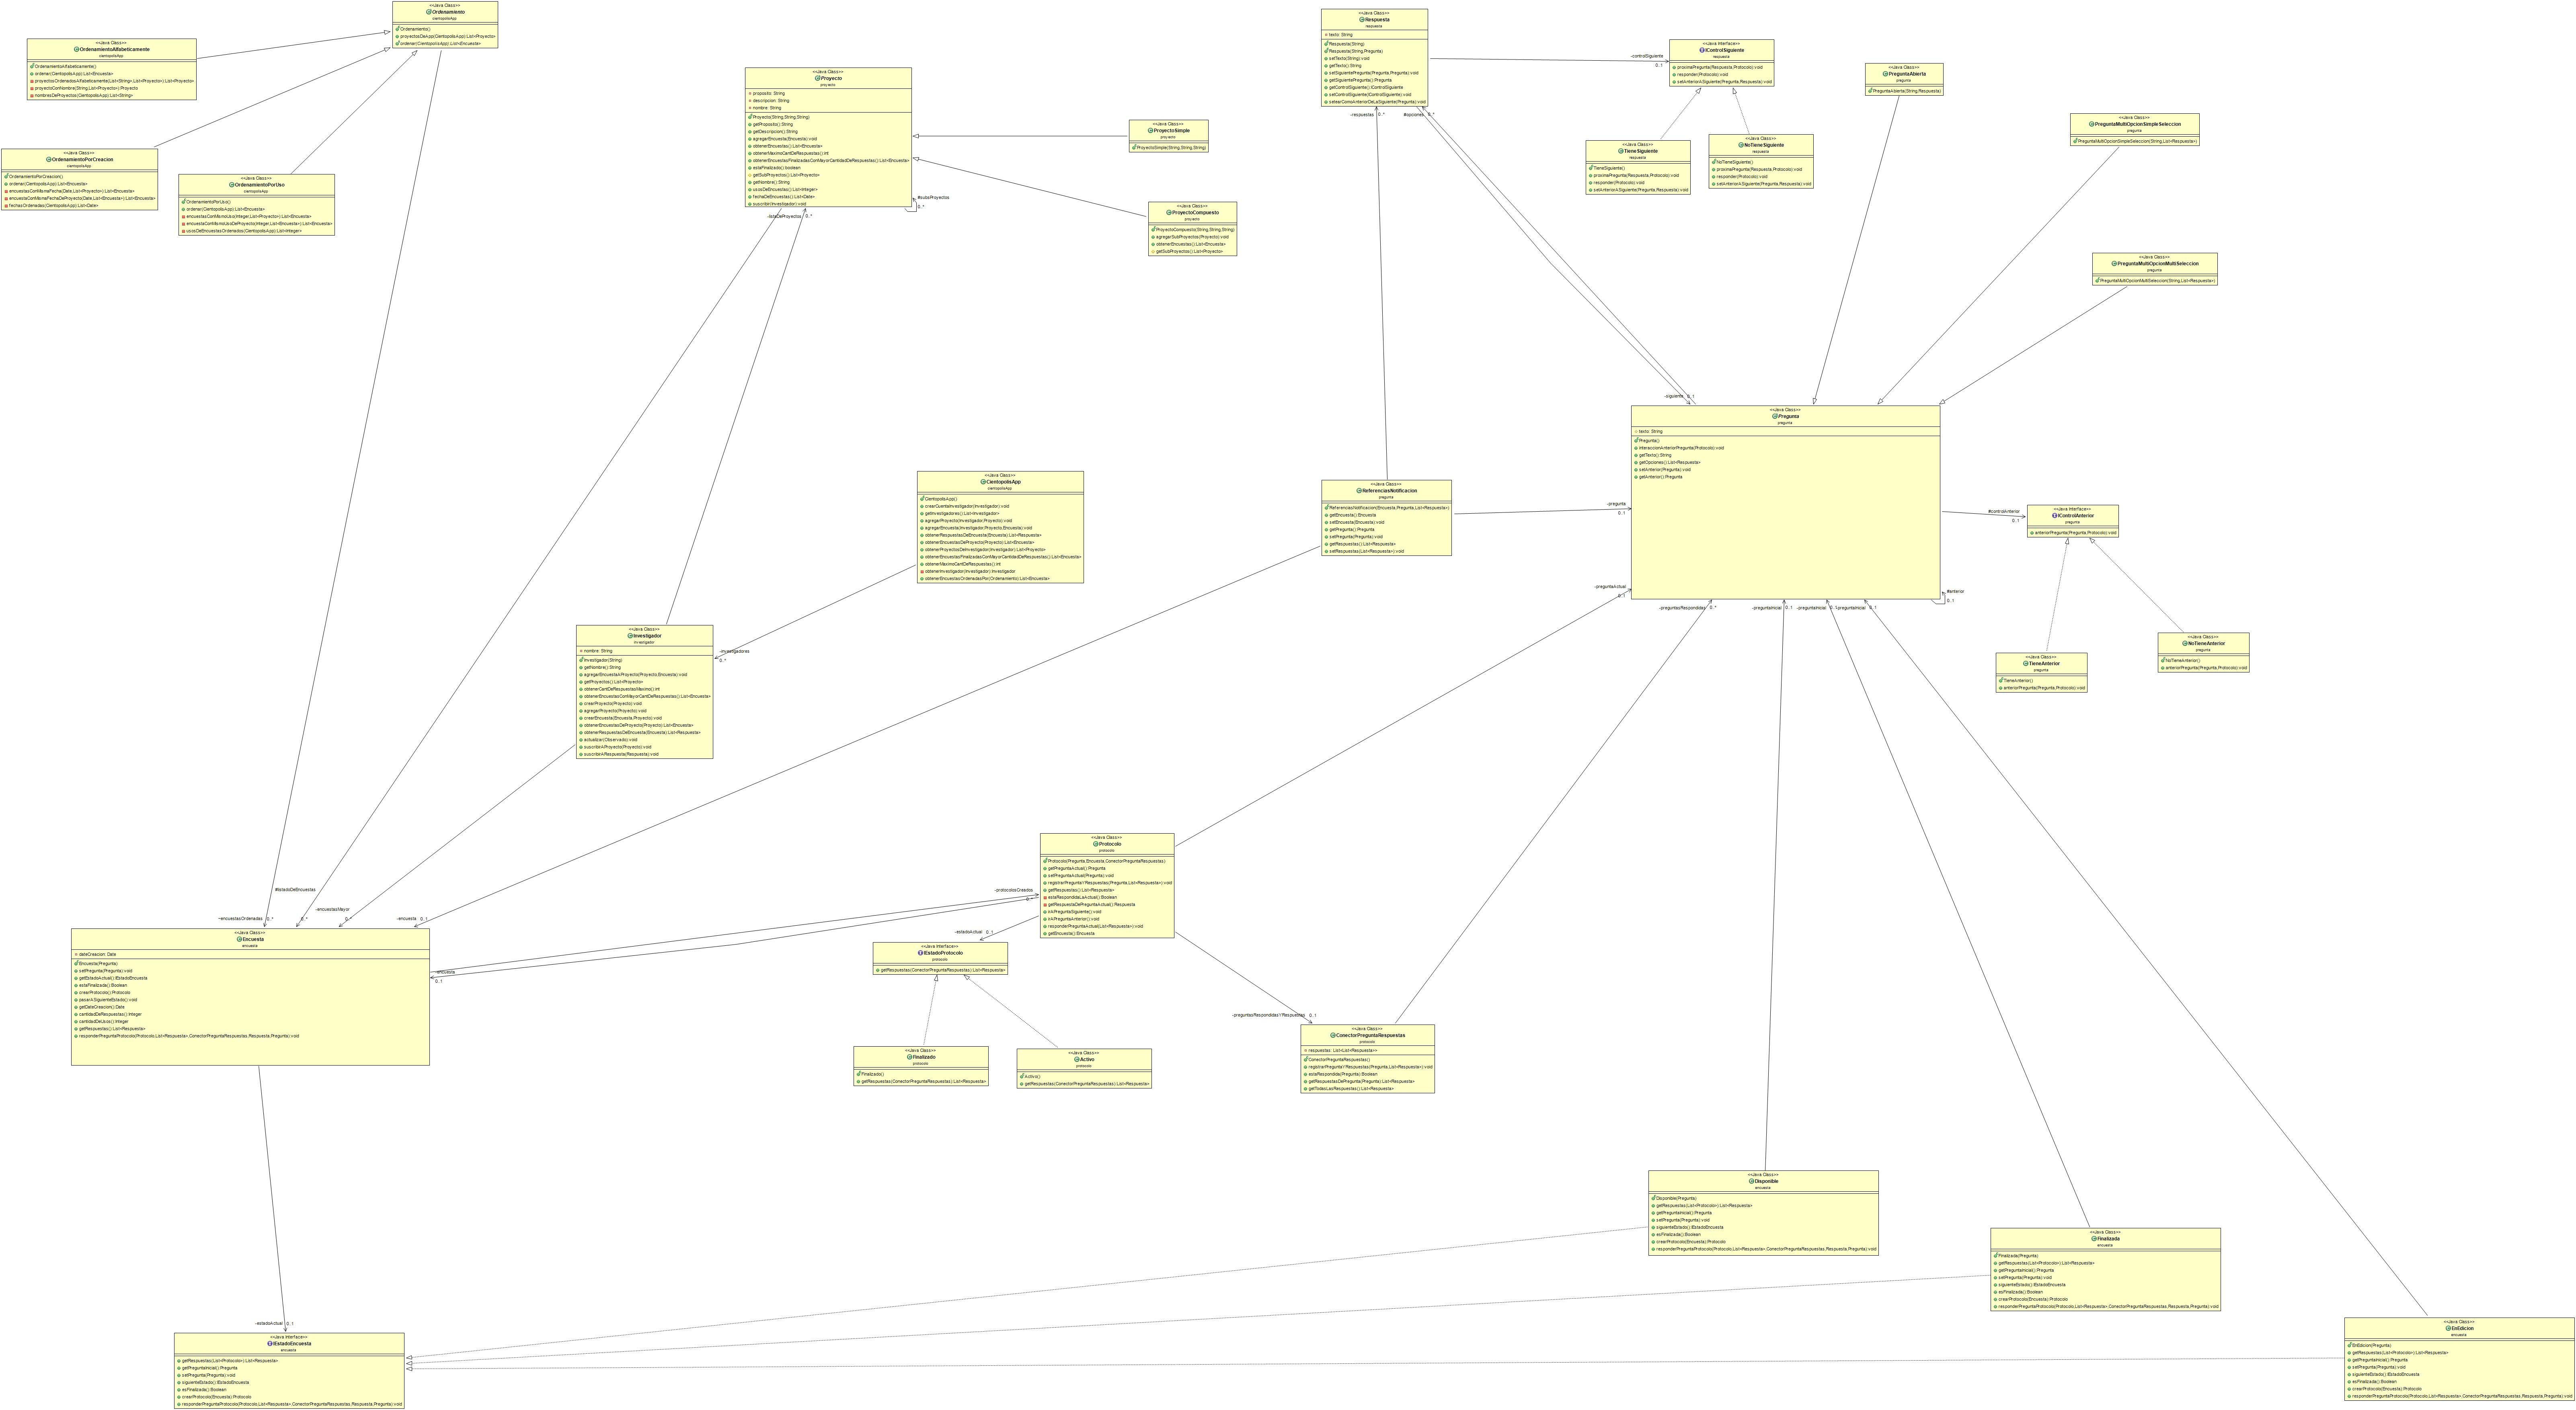 <<Java Class>>
Ordenamiento
cientopolisApp
Ordenamiento()
proyectosDeApp(CientopolisApp):List<Proyecto>
ordenar(CientopolisApp):List<Encuesta>
<<Java Class>>
OrdenamientoAlfabeticamente
cientopolisApp
OrdenamientoAlfabeticamente()
ordenar(CientopolisApp):List<Encuesta>
proyectosOrdenadosAlfabeticamente(List<String>,List<Proyecto>):List<Proyecto>
proyectoConNombre(String,List<Proyecto>):Proyecto
nombresDeProyectos(CientopolisApp):List<String>
<<Java Class>>
OrdenamientoPorCreacion
cientopolisApp
OrdenamientoPorCreacion()
ordenar(CientopolisApp):List<Encuesta>
encuestasConMismaFecha(Date,List<Proyecto>):List<Encuesta>
encuestaConMismaFechaDeProyecto(Date,List<Encuesta>):List<Encuesta>
fechasOrdenadas(CientopolisApp):List<Date>
<<Java Class>>
OrdenamientoPorUso
cientopolisApp
OrdenamientoPorUso()
ordenar(CientopolisApp):List<Encuesta>
encuestasConMismoUso(Integer,List<Proyecto>):List<Encuesta>
encuestaConMismoUsoDeProyecto(Integer,List<Encuesta>):List<Encuesta>
usosDeEncuestasOrdenados(CientopolisApp):List<Integer>
<<Java Class>>
Proyecto
proyecto
proposito: String
descripcion: String
nombre: String
Proyecto(String,String,String)
getProposito():String
getDescripcion():String
agregarEncuesta(Encuesta):void
obtenerEncuestas():List<Encuesta>
obtenerMaximoCantDeRespuestas():int
obtenerEncuestasFinalizadasConMayorCantidadDeRespuestas():List<Encuesta>
estaFinalizado():boolean
getSubProyectos():List<Proyecto>
getNombre():String
usosDeEncuestas():List<Integer>
fechaDeEncuestas():List<Date>
suscribir(Investigador):void
#subsProyectos
0..*
-listaDeProyectos 0..*
<<Java Class>>
ProyectoSimple
proyecto
ProyectoSimple(String,String,String)
<<Java Class>>
ProyectoCompuesto
proyecto
ProyectoCompuesto(String,String,String)
agregarSubProyectos(Proyecto):void
obtenerEncuestas():List<Encuesta>
getSubProyectos():List<Proyecto>
<<Java Class>>
Respuesta
respuesta
texto: String
Respuesta(String)
Respuesta(String,Pregunta)
setTexto(String):void
getTexto():String
setSiguientePregunta(Pregunta,Pregunta):void
getSiguientePregunta():Pregunta
getControlSiguiente():IControlSiguiente
setControlSiguiente(IControlSiguiente):void
setearComoAnteriorDeLaSiguiente(Pregunta):void
-respuestas 0..*
#opciones 0..*
-controlSiguiente
0..1
<<Java Interface>>
IControlSiguiente
respuesta
proximaPregunta(Respuesta,Protocolo):void
responder(Protocolo):void
setAnteriorASiguiente(Pregunta,Respuesta):void
<<Java Class>>
TieneSiguiente
respuesta
TieneSiguiente()
proximaPregunta(Respuesta,Protocolo):void
responder(Protocolo):void
setAnteriorASiguiente(Pregunta,Respuesta):void
<<Java Class>>
NoTieneSiguiente
respuesta
NoTieneSiguiente()
proximaPregunta(Respuesta,Protocolo):void
responder(Protocolo):void
setAnteriorASiguiente(Pregunta,Respuesta):void
<<Java Class>>
PreguntaAbierta
pregunta
PreguntaAbierta(String,Respuesta)
<<Java Class>>
PreguntaMultiOpcionSimpleSeleccion
pregunta
PreguntaMultiOpcionSimpleSeleccion(String,List<Respuesta>)
<<Java Class>>
PreguntaMultiOpcionMultiSeleccion
pregunta
PreguntaMultiOpcionMultiSeleccion(String,List<Respuesta>)
-siguiente 0..1
<<Java Class>>
Pregunta
pregunta
texto: String
Pregunta()
interaccionAnteriorPregunta(Protocolo):void
getTexto():String
getOpciones():List<Respuesta>
setAnterior(Pregunta):void
getAnterior():Pregunta
-pregunta
0..1
-preguntaActual
0..1
#anterior
0..1
-preguntasRespondidas 0..*
-preguntaInicial 0..1
-preguntaInicial 0..1
-preguntaInicial 0..1
#controlAnterior
0..1
<<Java Interface>>
IControlAnterior
pregunta
anteriorPregunta(Pregunta,Protocolo):void
<<Java Class>>
TieneAnterior
pregunta
TieneAnterior()
anteriorPregunta(Pregunta,Protocolo):void
<<Java Class>>
NoTieneAnterior
pregunta
NoTieneAnterior()
anteriorPregunta(Pregunta,Protocolo):void
<<Java Class>>
ReferenciasNotificacion
pregunta
ReferenciasNotificacion(Encuesta,Pregunta,List<Respuesta>)
getEncuesta():Encuesta
setEncuesta(Encuesta):void
getPregunta():Pregunta
setPregunta(Pregunta):void
getRespuestas():List<Respuesta>
setRespuestas(List<Respuesta>):void
<<Java Class>>
CientopolisApp
cientopolisApp
CientopolisApp()
crearCuentaInvestigador(Investigador):void
getInvestigadores():List<Investigador>
agregarProyecto(Investigador,Proyecto):void
agregarEncuesta(Investigador,Proyecto,Encuesta):void
obtenerRespuestasDeEncuesta(Encuesta):List<Respuesta>
obtenerEncuestasDeProyecto(Proyecto):List<Encuesta>
obtenerProyectosDeInvestigador(Investigador):List<Proyecto>
obtenerEncuestasFinalizadasConMayorCantidadDeRespuestas():List<Encuesta>
obtenerMaximoCantDeRespuestas():int
obtenerInvestigador(Investigador):Investigador
obtenerEncuestasOrdenadasPor(Ordenamiento):List<Encuesta>
-investigadores
0..*
<<Java Class>>
Investigador
investigador
nombre: String
Investigador(String)
getNombre():String
agregarEncuestaAProyecto(Proyecto,Encuesta):void
getProyectos():List<Proyecto>
obtenerCantDeRespuestasMaximo():int
obtenerEncuestasConMayorCantDeRespuestas():List<Encuesta>
crearProyecto(Proyecto):void
agregarProyecto(Proyecto):void
crearEncuesta(Encuesta,Proyecto):void
obtenerEncuestasDeProyecto(Proyecto):List<Encuesta>
obtenerRespuestasDeEncuesta(Encuesta):List<Respuesta>
actualizar(Observado):void
suscribirAProyecto(Proyecto):void
suscribirARespuesta(Respuesta):void
<<Java Class>>
Protocolo
protocolo
Protocolo(Pregunta,Encuesta,ConectorPreguntaRespuestas)
getPreguntaActual():Pregunta
setPreguntaActual(Pregunta):void
registrarPreguntaYRespuestas(Pregunta,List<Respuesta>):void
getRespuestas():List<Respuesta>
estaRespondidaLaActual():Boolean
getRespuestaDePreguntaActual():Respuesta
irAPreguntaSiguiente():void
irAPreguntaAnterior():void
responderPreguntaActual(List<Respuesta>):void
getEncuesta():Encuesta
-protocolosCreados
0..*
-estadoActual 0..1
#listadoDeEncuestas
0..*
~encuestasOrdenadas 0..*
-encuestasMayor
0..*
-encuesta 0..1
<<Java Class>>
Encuesta
encuesta
dateCreacion: Date
Encuesta(Pregunta)
setPregunta(Pregunta):void
getEstadoActual():IEstadoEncuesta
estaFinalizada():Boolean
crearProtocolo():Protocolo
pasarASiguienteEstado():void
getDateCreacion():Date
cantidadDeRespuestas():Integer
cantidadDeUsos():Integer
getRespuestas():List<Respuesta>
responderPreguntaProtocolo(Protocolo,List<Respuesta>,ConectorPreguntaRespuestas,Respuesta,Pregunta):void
-encuesta
0..1
<<Java Interface>>
IEstadoProtocolo
protocolo
getRespuestas(ConectorPreguntaRespuestas):List<Respuesta>
<<Java Class>>
Finalizado
protocolo
Finalizado()
getRespuestas(ConectorPreguntaRespuestas):List<Respuesta>
<<Java Class>>
Activo
protocolo
Activo()
getRespuestas(ConectorPreguntaRespuestas):List<Respuesta>
-preguntasRespondidasYRespuestas 0..1
<<Java Class>>
ConectorPreguntaRespuestas
protocolo
respuestas: List<List<Respuesta>>
ConectorPreguntaRespuestas()
registrarPreguntaYRespuestas(Pregunta,List<Respuesta>):void
estaRespondida(Pregunta):Boolean
getRespuestasDePregunta(Pregunta):List<Respuesta>
getTodasLasRespuestas():List<Respuesta>
<<Java Class>>
Disponible
encuesta
Disponible(Pregunta)
getRespuestas(List<Protocolo>):List<Respuesta>
getPreguntaInicial():Pregunta
setPregunta(Pregunta):void
siguienteEstado():IEstadoEncuesta
esFinalizada():Boolean
crearProtocolo(Encuesta):Protocolo
responderPreguntaProtocolo(Protocolo,List<Respuesta>,ConectorPreguntaRespuestas,Respuesta,Pregunta):void
<<Java Class>>
Finalizada
encuesta
Finalizada(Pregunta)
getRespuestas(List<Protocolo>):List<Respuesta>
getPreguntaInicial():Pregunta
setPregunta(Pregunta):void
siguienteEstado():IEstadoEncuesta
esFinalizada():Boolean
crearProtocolo(Encuesta):Protocolo
responderPreguntaProtocolo(Protocolo,List<Respuesta>,ConectorPreguntaRespuestas,Respuesta,Pregunta):void
<<Java Class>>
EnEdicion
encuesta
EnEdicion(Pregunta)
getRespuestas(List<Protocolo>):List<Respuesta>
getPreguntaInicial():Pregunta
setPregunta(Pregunta):void
siguienteEstado():IEstadoEncuesta
esFinalizada():Boolean
crearProtocolo(Encuesta):Protocolo
responderPreguntaProtocolo(Protocolo,List<Respuesta>,ConectorPreguntaRespuestas,Respuesta,Pregunta):void
-estadoActual 0..1
<<Java Interface>>
IEstadoEncuesta
encuesta
getRespuestas(List<Protocolo>):List<Respuesta>
getPreguntaInicial():Pregunta
setPregunta(Pregunta):void
siguienteEstado():IEstadoEncuesta
esFinalizada():Boolean
crearProtocolo(Encuesta):Protocolo
responderPreguntaProtocolo(Protocolo,List<Respuesta>,ConectorPreguntaRespuestas,Respuesta,Pregunta):void